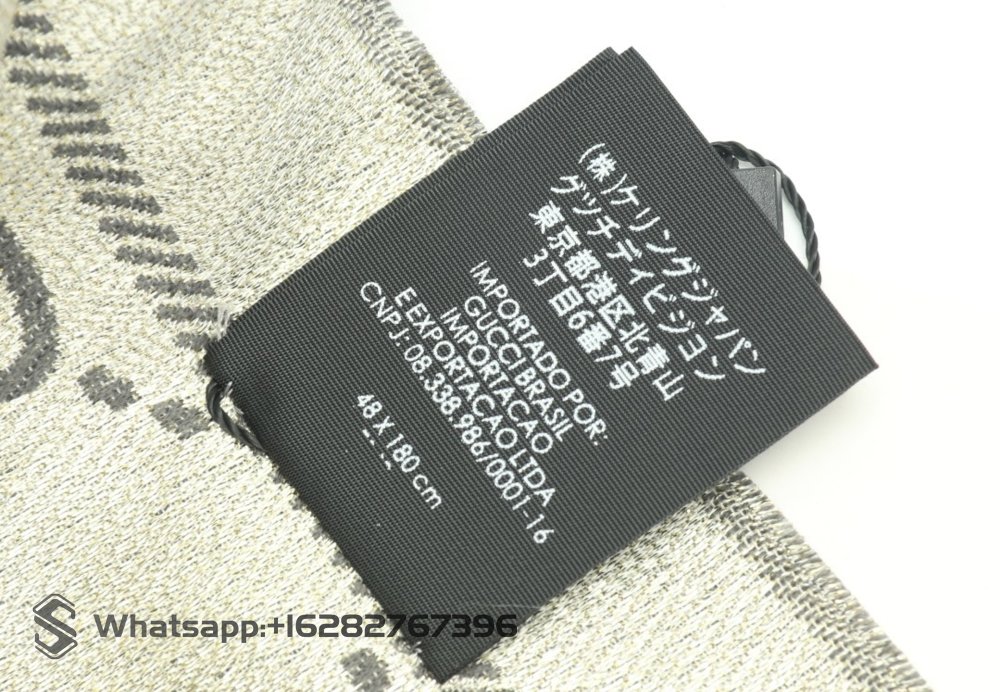 (株)ケリングジャパン
グッチディビジョン
東京都港区北青山
3丁目6番7号
IMPORTADO POR:
GUCCI BRASIL
IMPORTACAO
E EXPORTACAO LTDA
CNPJ: 08.338.986/0001-16
48 X 180 cm
Whatsapp:+16282767396